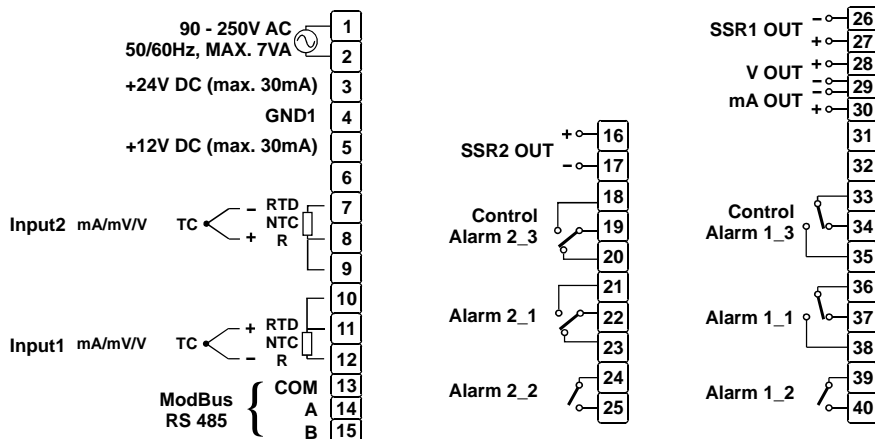 90 - 250V AC
50/60Hz, MAX. 7VA
+24V DC (max. 30mA)
GND1
+12V DC (max. 30mA)
Input2 mA/mV/V TC - + RTD NTC R
Input1 mA/mV/V TC + - RTD NTC R
ModBus
RS 485
{
COM
A
B
1
2
3
4
5
6
7
8
9
10
11
12
13
14
15
SSR2 OUT + -
Control
Alarm 2_3
Alarm 2_1
Alarm 2_2
16
17
18
19
20
21
22
23
24
25
SSR1 OUT - +
V OUT + -
mA OUT - +
Control
Alarm 1_3
Alarm 1_1
Alarm 1_2
26
27
28
29
30
31
32
33
34
35
36
37
38
39
40